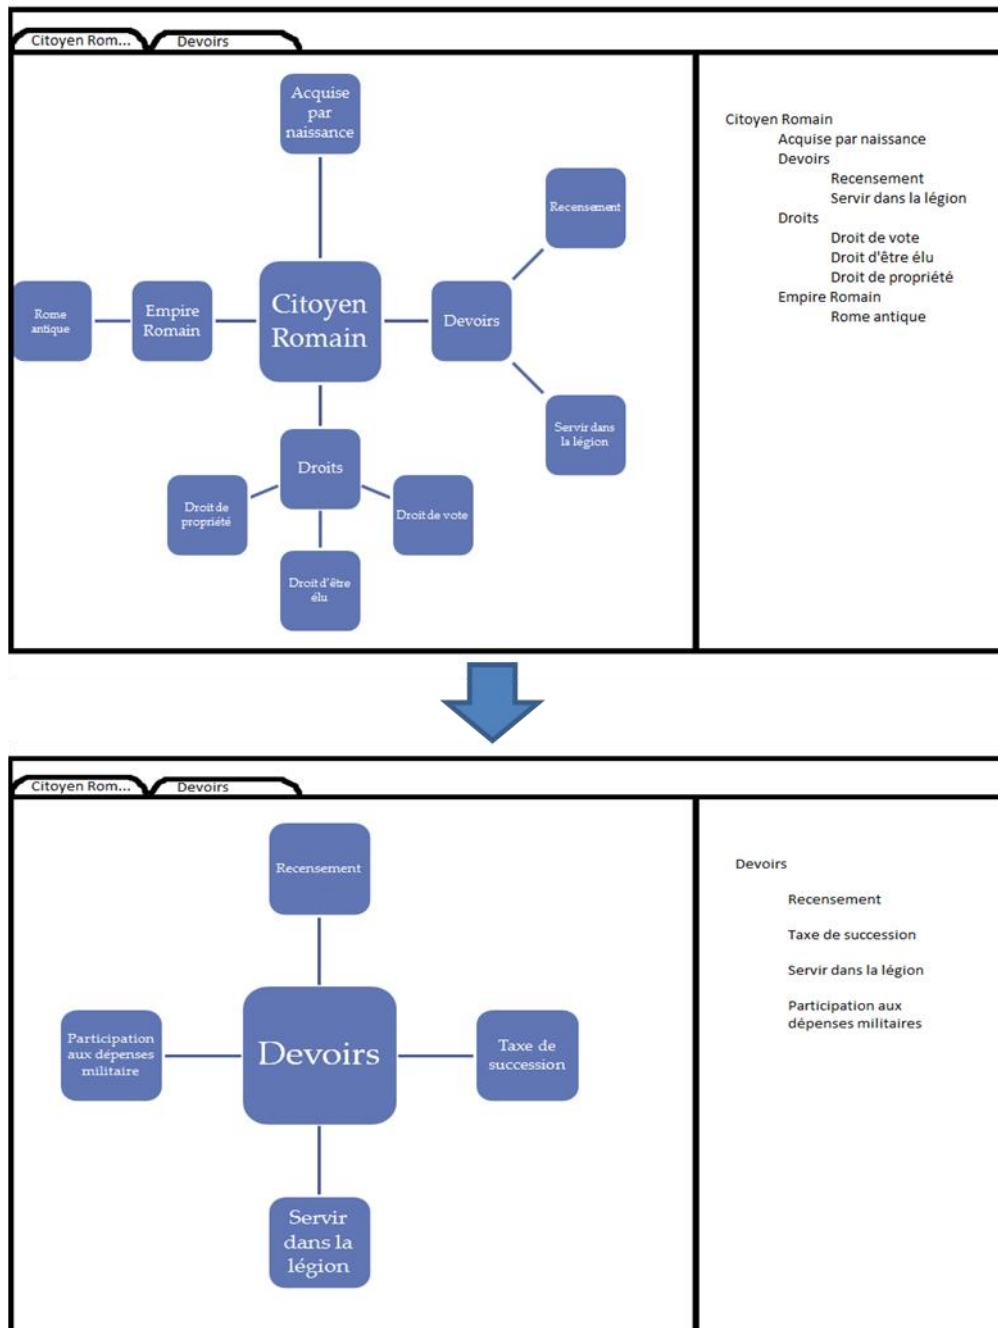 Citoyen Rom...
Devoirs
Acquise
par
naissance
Recensement
Rome
antique
Empire
Romain
Citoyen
Romain
Devoirs
Servir dans
la légion
Droits
Droit de
propriété
Droit de vote
Droit d'être
élu
Citoyen Romain
Acquise par naissance
Devoirs
Recensement
Servir dans la légion
Droits
Droit de vote
Droit d'être élu
Droit de propriété
Empire Romain
Rome antique
Citoyen Rom...
Devoirs
Recensement
Participation
aux dépenses
militaire
Devoirs
Taxe de
succession
Servir
dans la
légion
Devoirs
Recensement
Taxe de succession
Servir dans la légion
Participation aux
dépenses militaires